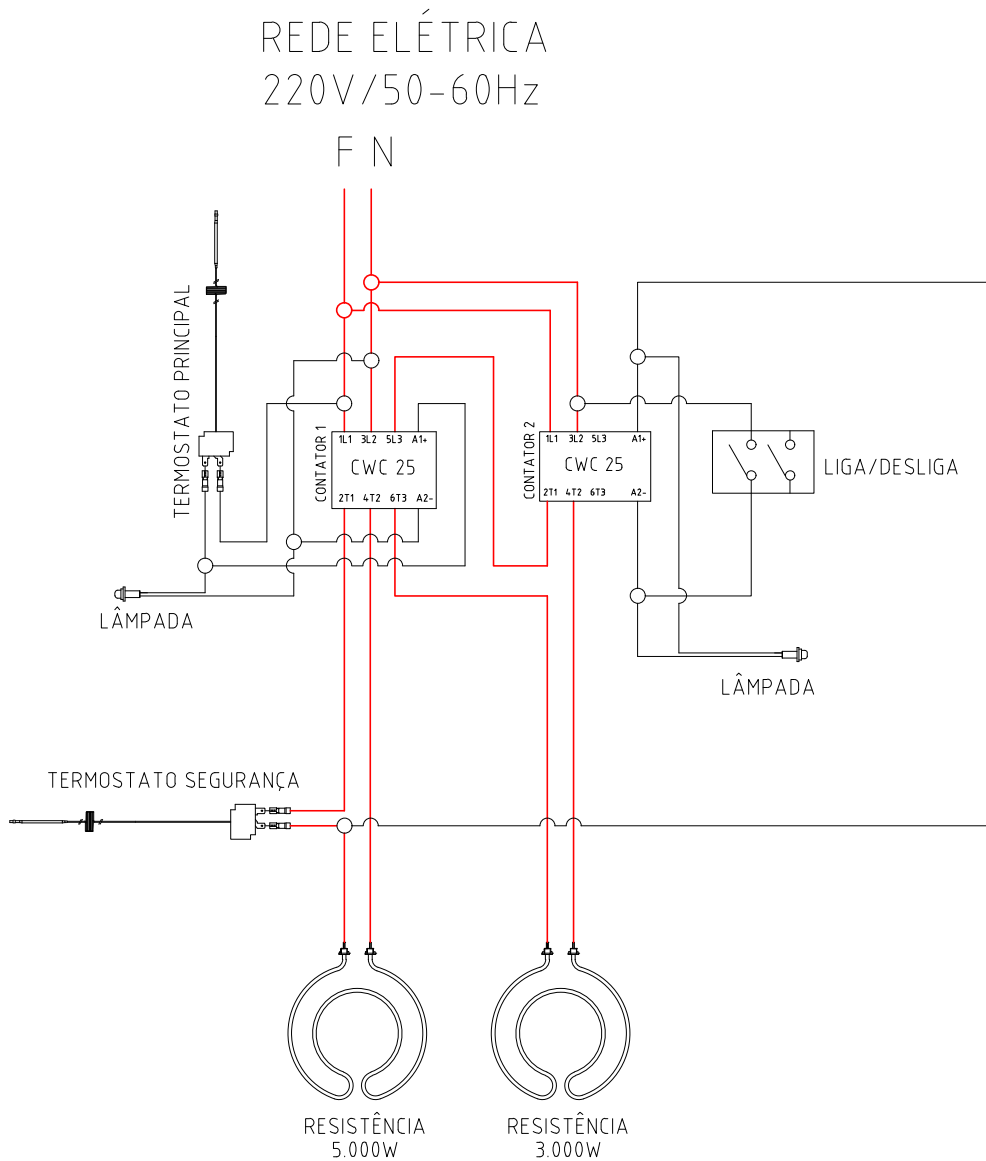 REDE ELÉTRICA
220V/50-60Hz
F N
TERMOSTATO PRINCIPAL
CONTATOR 1
1L1 3L2 5L3 A1+
CWC 25
2T1 4T2 6T3 A2-
CONTATOR 2
1L1 3L2 5L3 A1+
CWC 25
2T1 4T2 6T3 A2-
LIGA/DESLIGA
LÂMPADA
LÂMPADA
TERMOSTATO SEGURANÇA
RESISTÊNCIA
5.000W
RESISTÊNCIA
3.000W